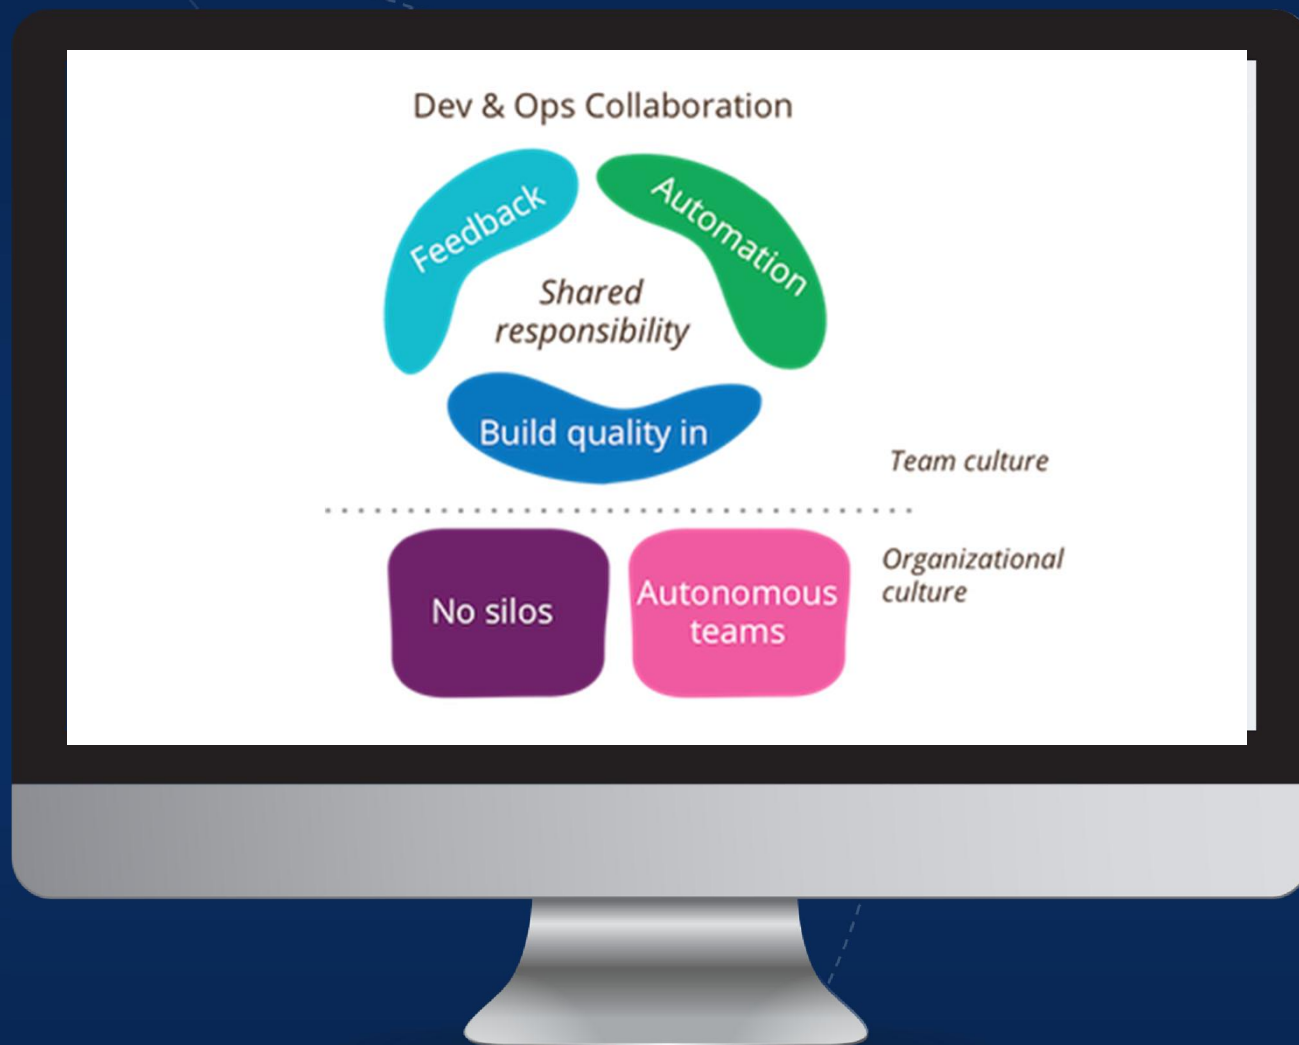 Dev & Ops Collaboration
Feedback
Automation
Shared
responsibility
Build quality in
Team culture
No silos
Autonomous
teams
Organizational
culture